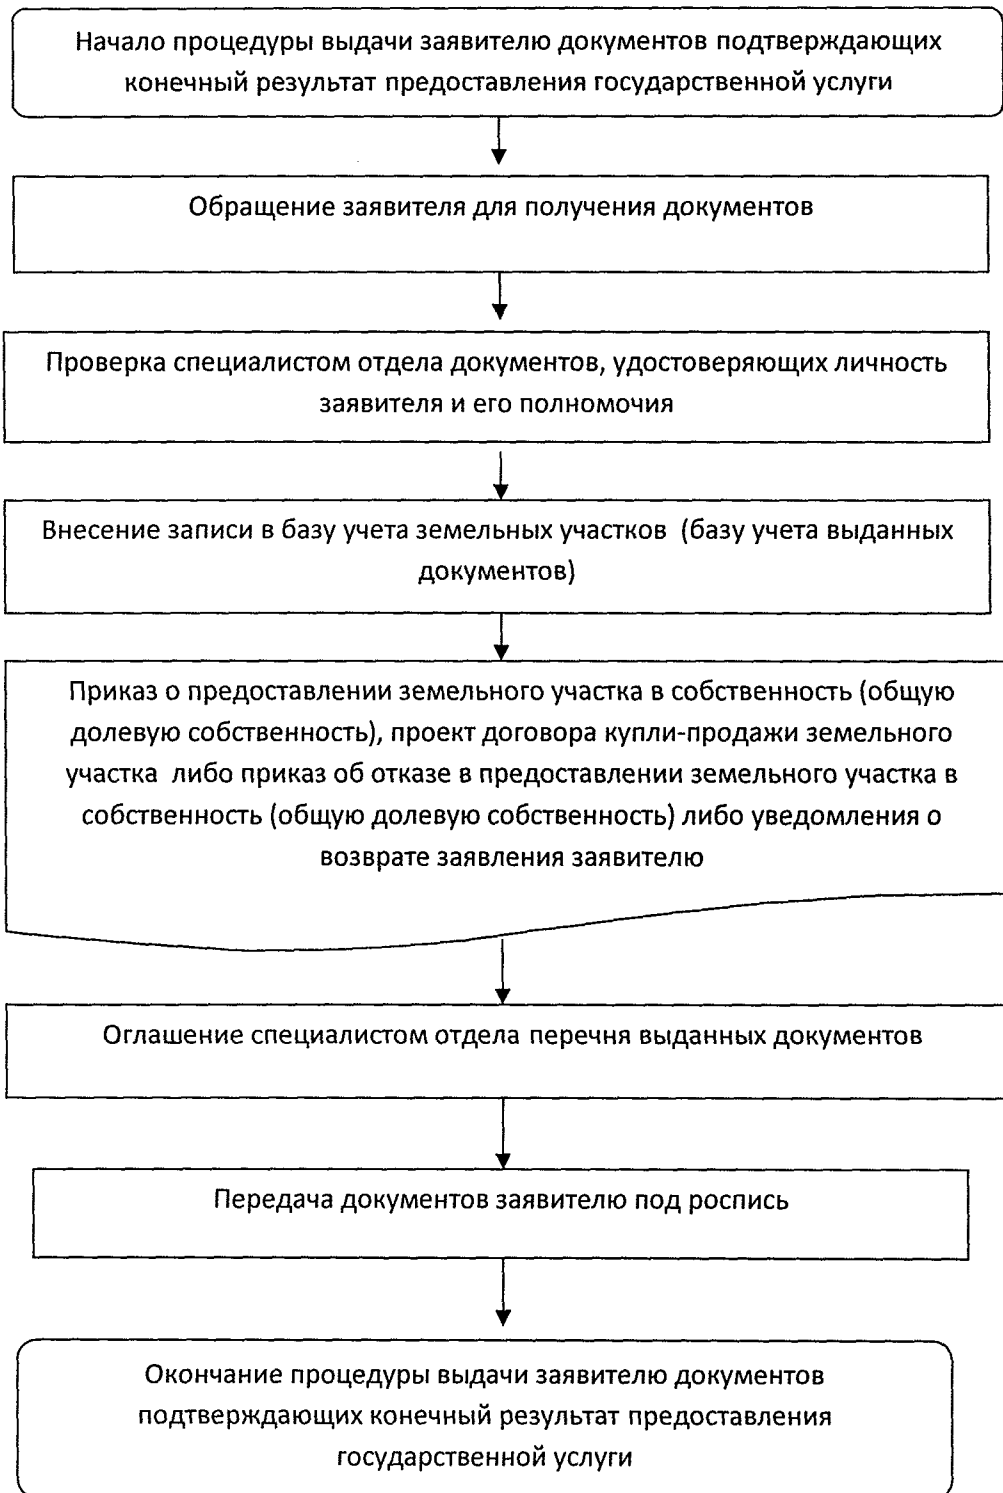 Начало процедуры выдачи заявителю документов подтверждающих
конечный результат предоставления государственной услуги
Обращение заявителя для получения документов
Проверка специалистом отдела документов, удостоверяющих личность
заявителя и его полномочия
Внесение записи в базу учета земельных участков (базу учета выданных
документов)
Приказ о предоставлении земельного участка в собственность (общую
долевую собственность), проект договора купли-продажи земельного
участка либо приказ об отказе в предоставлении земельного участка в
собственность (общую долевую собственность) либо уведомления о
возврате заявления заявителю
Оглашение специалистом отдела перечня выданных документов
Передача документов заявителю под роспись
Окончание процедуры выдачи заявителю документов
подтверждающих конечный результат предоставления
государственной услуги